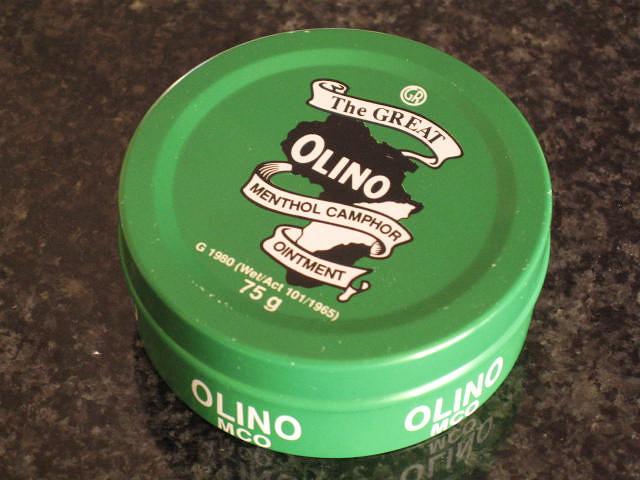 GR
The GREAT
OLINO
MENTHOL CAMPHOR
OINTMENT
G 1980 (Wet/Act 101/1965)
75 g
OLINO
MCO
OLINO
MCO